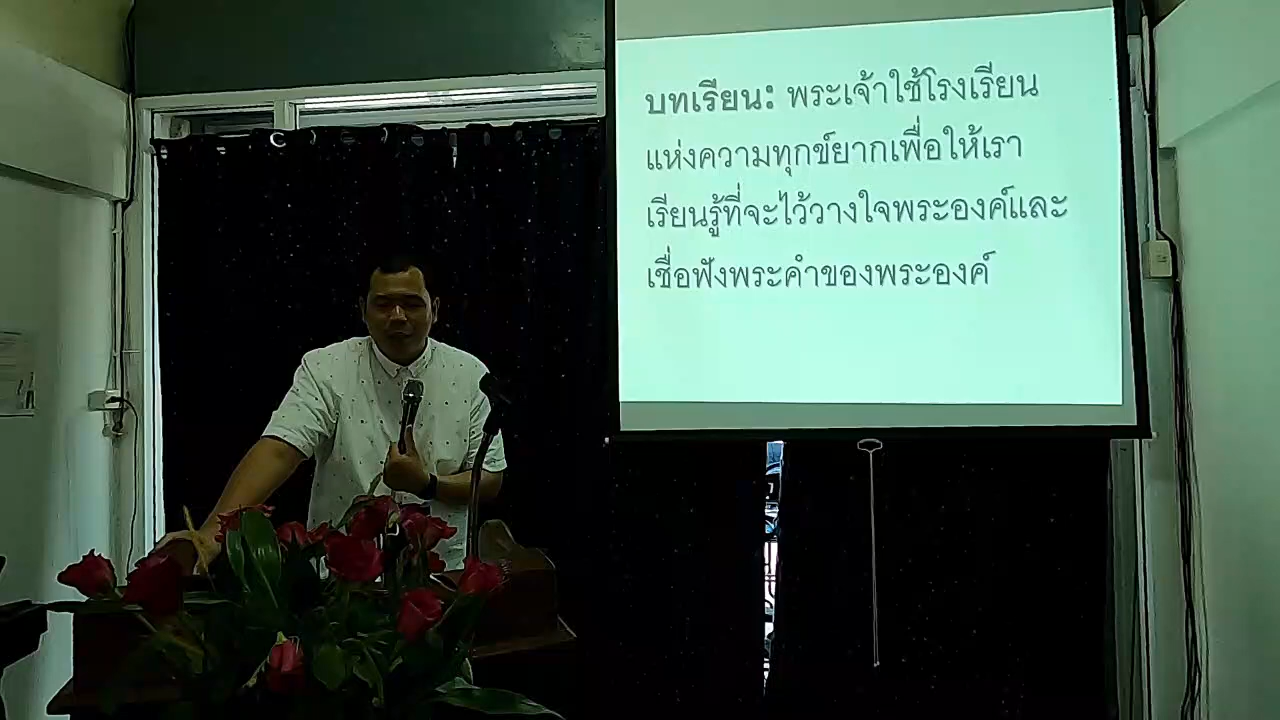 บทเรียน: พระเจ้าใช้โรงเรียน
แห่งความทุกข์ยากเพื่อให้เรา
เรียนรู้ที่จะไว้วางใจพระองค์และ
เชื่อฟังพระคำของพระองค์